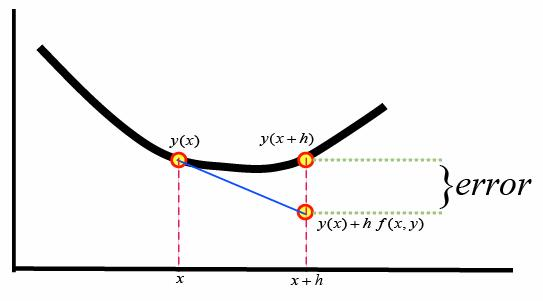 y(x)
y(x+h)
error
y(x)+h f(x,y)
x
x+h